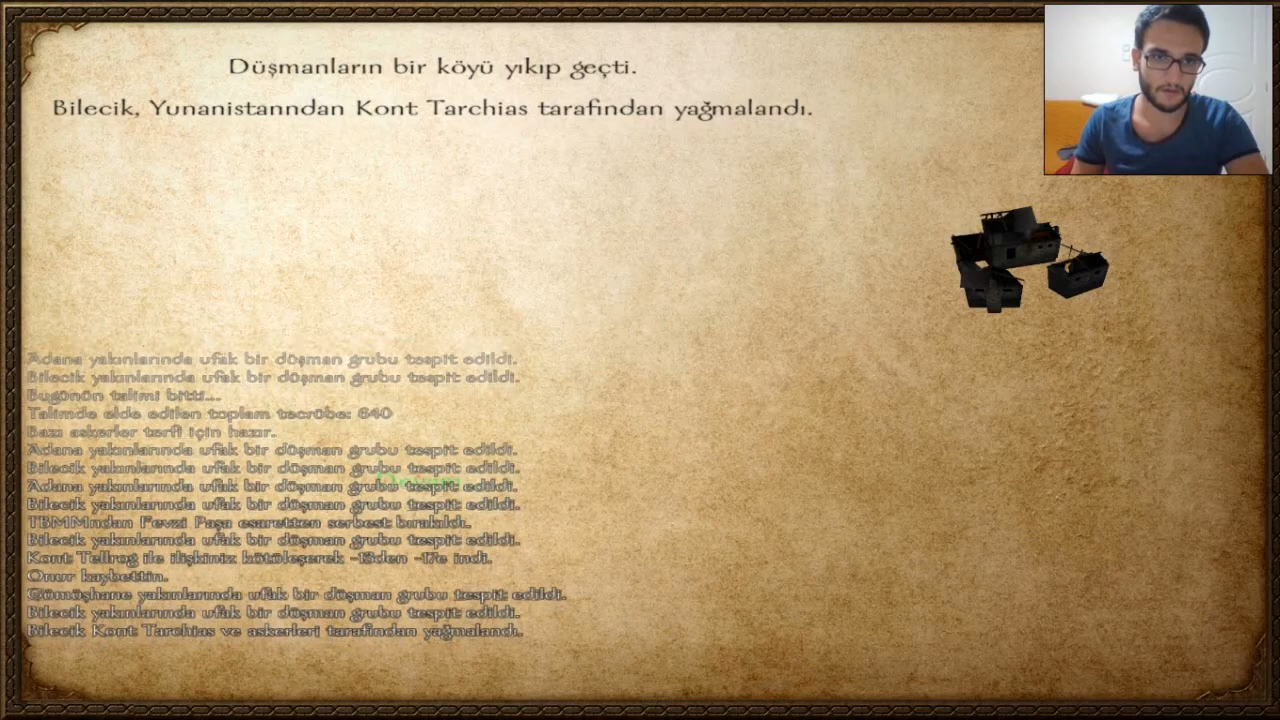 Düşmanların bir köyü yıkıp geçti.
Bilecik, Yunanistanndan Kont Tarchias tarafından yağmalandı.
Adana yakınlarında ufak bir düşman grubu tespit edildi.
Bilecik yakınlarında ufak bir düşman grubu tespit edildi.
Bugünün talimi bitti...
Talimde elde edilen toplam tecrübe: 640
Bazı askerler terfi için hazır.
Adana yakınlarında ufak bir düşman grubu tespit edildi.
Bilecik yakınlarında ufak bir düşman grubu tespit edildi.
Adana yakınlarında ufak bir düşman grubu tespit edildi.
Bilecik yakınlarında ufak bir düşman grubu tespit edildi.
TBMMndan Fevzi Paşa esaretten serbest bırakıldı.
Bilecik yakınlarında ufak bir düşman grubu tespit edildi.
Kont Tellrog ile ilişkiniz kötüleşerek den e indi.
Onur kaybettin.
Gümüşhane yakınlarında ufak bir düşman grubu tespit edildi.
Bilecik yakınlarında ufak bir düşman grubu tespit edildi.
Bilecik Kont Tarchias ve askerleri tarafından yağmalandı.